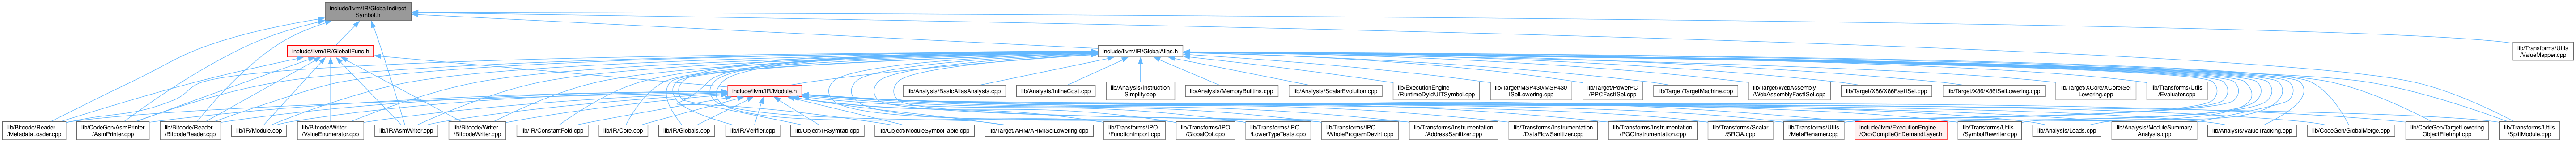 include/llvm/IR/GlobalIndirect
Symbol.h
include/llvm/IR/GlobalIFunc.h
include/llvm/IR/GlobalAlias.h
lib/Transforms/Utils
/ValueMapper.cpp
include/llvm/IR/Module.h
lib/Analysis/BasicAliasAnalysis.cpp
lib/Analysis/InlineCost.cpp
lib/Analysis/Instruction
Simplify.cpp
lib/Analysis/MemoryBuiltins.cpp
lib/Analysis/ScalarEvolution.cpp
lib/ExecutionEngine
/RuntimeDyld/JITSymbol.cpp
lib/Target/MSP430/MSP430
ISelLowering.cpp
lib/Target/PowerPC
/PPCFastISel.cpp
lib/Target/TargetMachine.cpp
lib/Target/WebAssembly
/WebAssemblyFastISel.cpp
lib/Target/X86/X86FastISel.cpp
lib/Target/X86/X86ISelLowering.cpp
lib/Target/XCore/XCoreISel
Lowering.cpp
lib/Transforms/Utils
/Evaluator.cpp
lib/Bitcode/Reader
/MetadataLoader.cpp
lib/CodeGen/AsmPrinter
/AsmPrinter.cpp
lib/Bitcode/Reader
/BitcodeReader.cpp
lib/IR/Module.cpp
lib/Bitcode/Writer
/ValueEnumerator.cpp
lib/IR/AsmWriter.cpp
lib/Bitcode/Writer
/BitcodeWriter.cpp
lib/IR/ConstantFold.cpp
lib/IR/Core.cpp
lib/IR/Globals.cpp
lib/IR/Verifier.cpp
lib/Object/IRSymtab.cpp
lib/Object/ModuleSymbolTable.cpp
lib/Target/ARM/ARMISelLowering.cpp
lib/Transforms/IPO
/FunctionImport.cpp
lib/Transforms/IPO
/GlobalOpt.cpp
lib/Transforms/IPO
/LowerTypeTests.cpp
lib/Transforms/IPO
/WholeProgramDevirt.cpp
lib/Transforms/Instrumentation
/AddressSanitizer.cpp
lib/Transforms/Instrumentation
/DataFlowSanitizer.cpp
lib/Transforms/Instrumentation
/PGOInstrumentation.cpp
lib/Transforms/Scalar
/SROA.cpp
lib/Transforms/Utils
/MetaRenamer.cpp
include/llvm/ExecutionEngine
/Orc/CompileOnDemandLayer.h
lib/Transforms/Utils
/SymbolRewriter.cpp
lib/Analysis/Loads.cpp
lib/Analysis/ModuleSummary
Analysis.cpp
lib/Analysis/ValueTracking.cpp
lib/CodeGen/GlobalMerge.cpp
lib/CodeGen/TargetLowering
ObjectFileImpl.cpp
lib/Transforms/Utils
/SplitModule.cpp